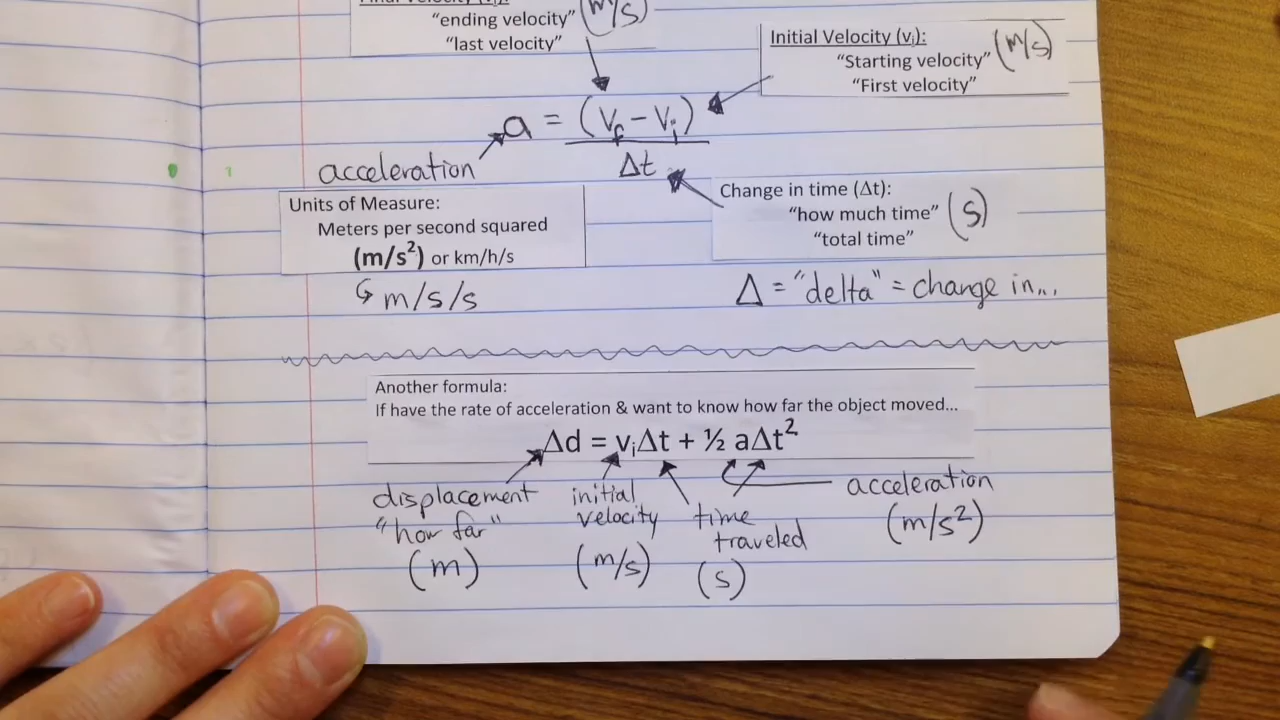 Final Velocity (vf):
"ending velocity" (m/s)
"last velocity"
Initial Velocity (vᵢ):
"Starting velocity" (m/s)
"First velocity"
a = (Vf − Vi)
Δt
acceleration
Units of Measure:
Meters per second squared
(m/s²) or km/h/s
m/s/s
Change in time (Δt):
"how much time" (s)
"total time"
Δ = "delta" = change in...
Another formula:
If have the rate of acceleration & want to know how far the object moved…
Δd = vᵢΔt + ½ aΔt²
displacement
"how far"
(m)
initial
velocity
(m/s)
time
traveled
(s)
acceleration
(m/s²)